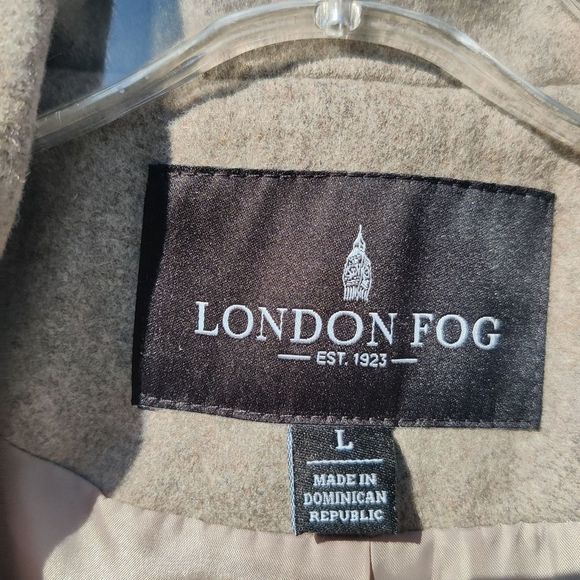 LONDON FOG
EST. 1923
L
MADE IN
DOMINICAN
REPUBLIC